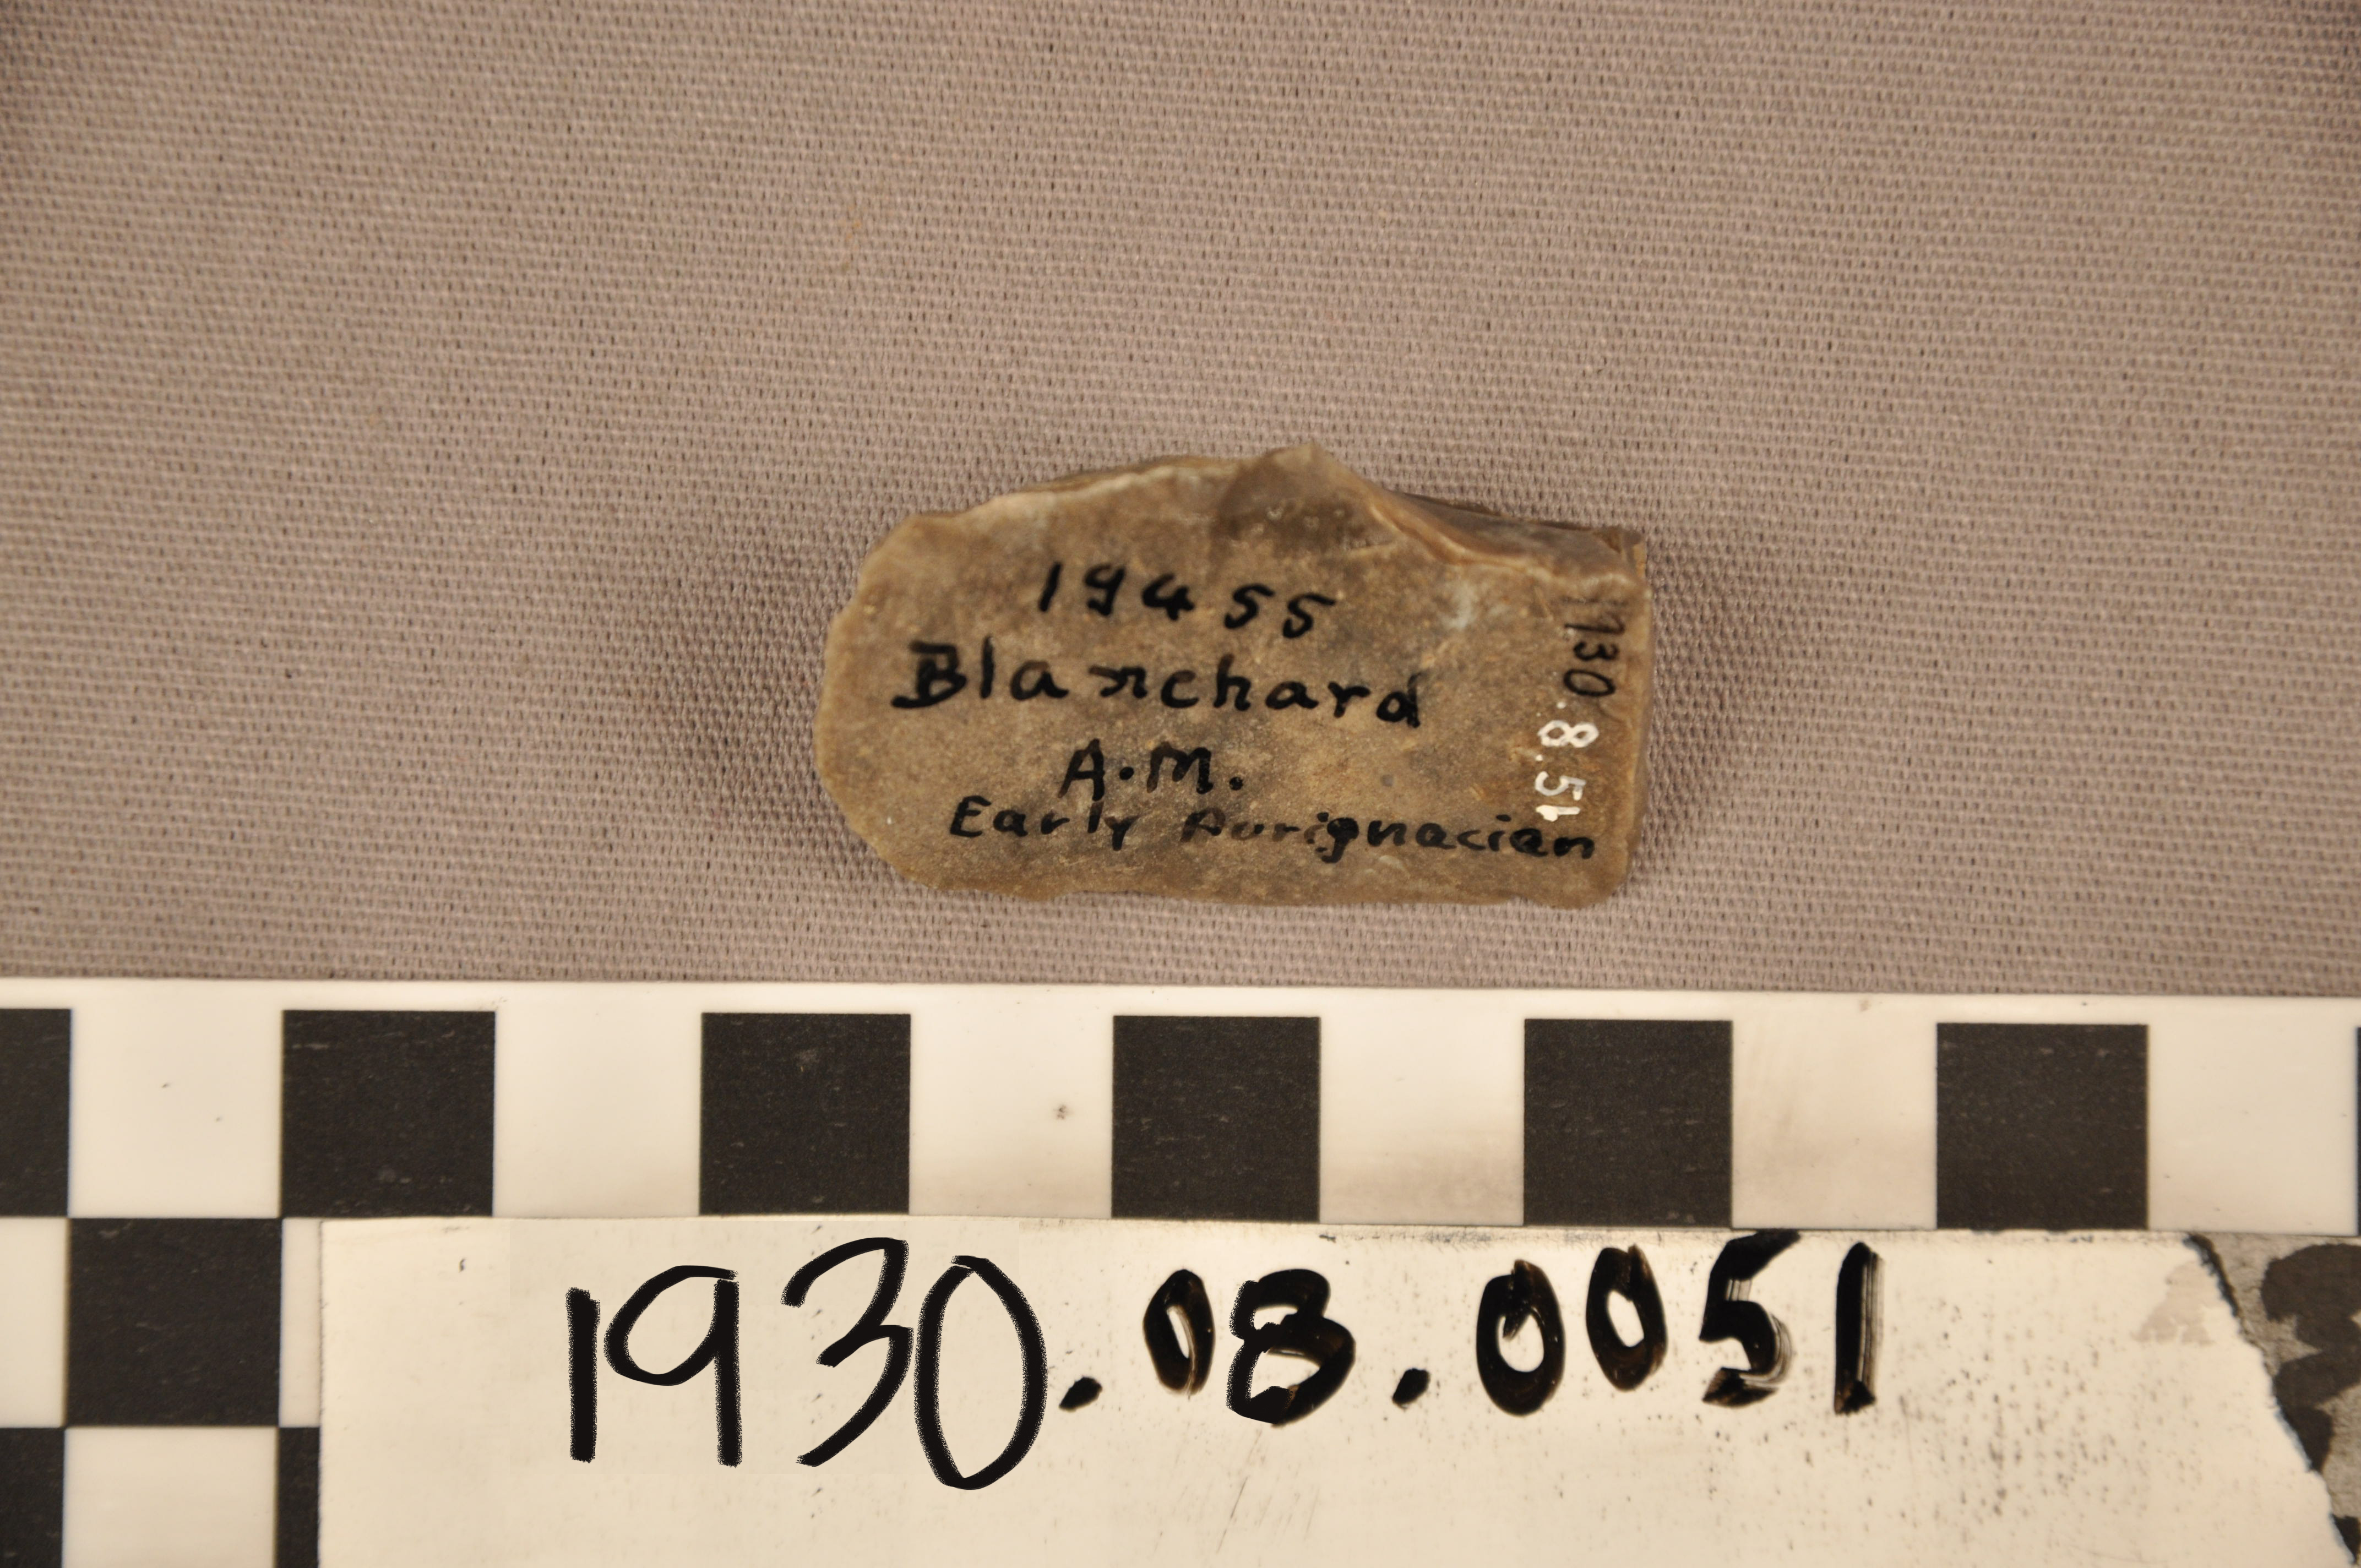 19455
Blanchard
A.M.
Early Aurignacian
1930.8.51
1930.08.0051